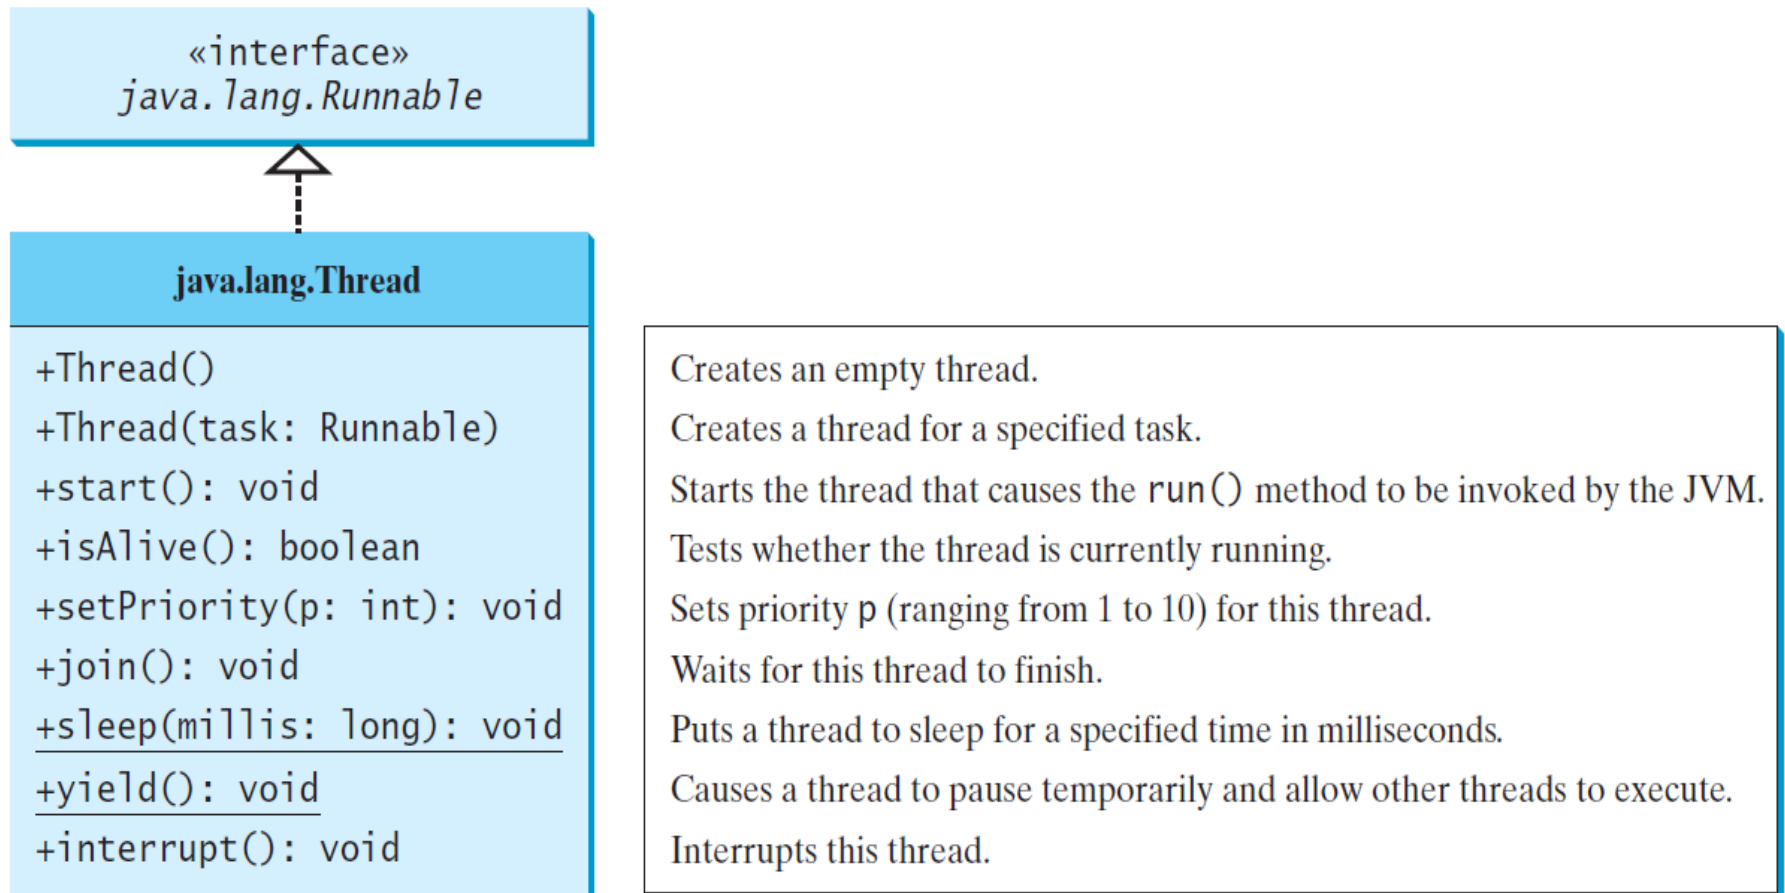 «interface»
java.lang.Runnable
java.lang.Thread
+Thread()
Creates an empty thread.
+Thread(task: Runnable)
Creates a thread for a specified task.
+start(): void
Starts the thread that causes the run() method to be invoked by the JVM.
+isAlive(): boolean
Tests whether the thread is currently running.
+setPriority(p: int): void
Sets priority p (ranging from 1 to 10) for this thread.
+join(): void
Waits for this thread to finish.
+sleep(millis: long): void
Puts a thread to sleep for a specified time in milliseconds.
+yield(): void
Causes a thread to pause temporarily and allow other threads to execute.
+interrupt(): void
Interrupts this thread.